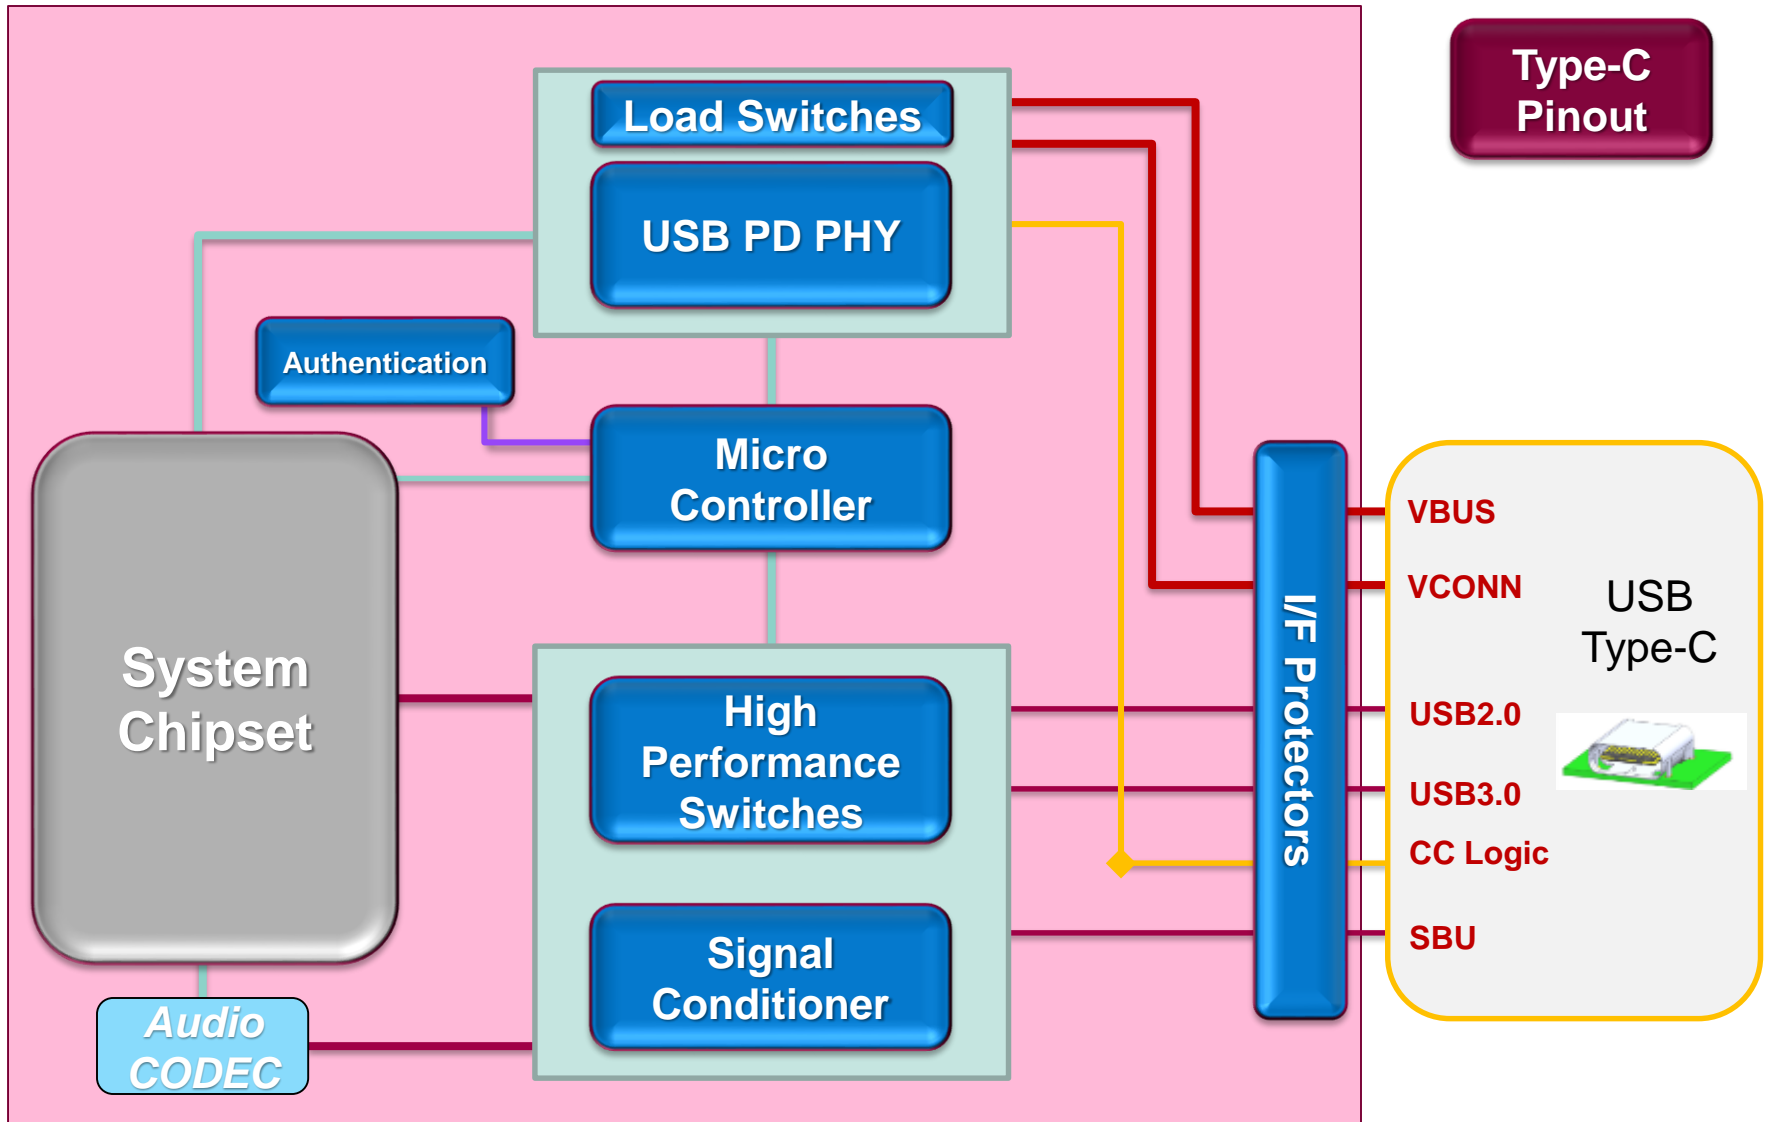 Type-C
Pinout
Load Switches
USB PD PHY
Authentication
Micro
Controller
System
Chipset
High
Performance
Switches
Signal
Conditioner
Audio
CODEC
I/F Protectors
VBUS
VCONN
USB
Type-C
USB2.0
USB3.0
CC Logic
SBU